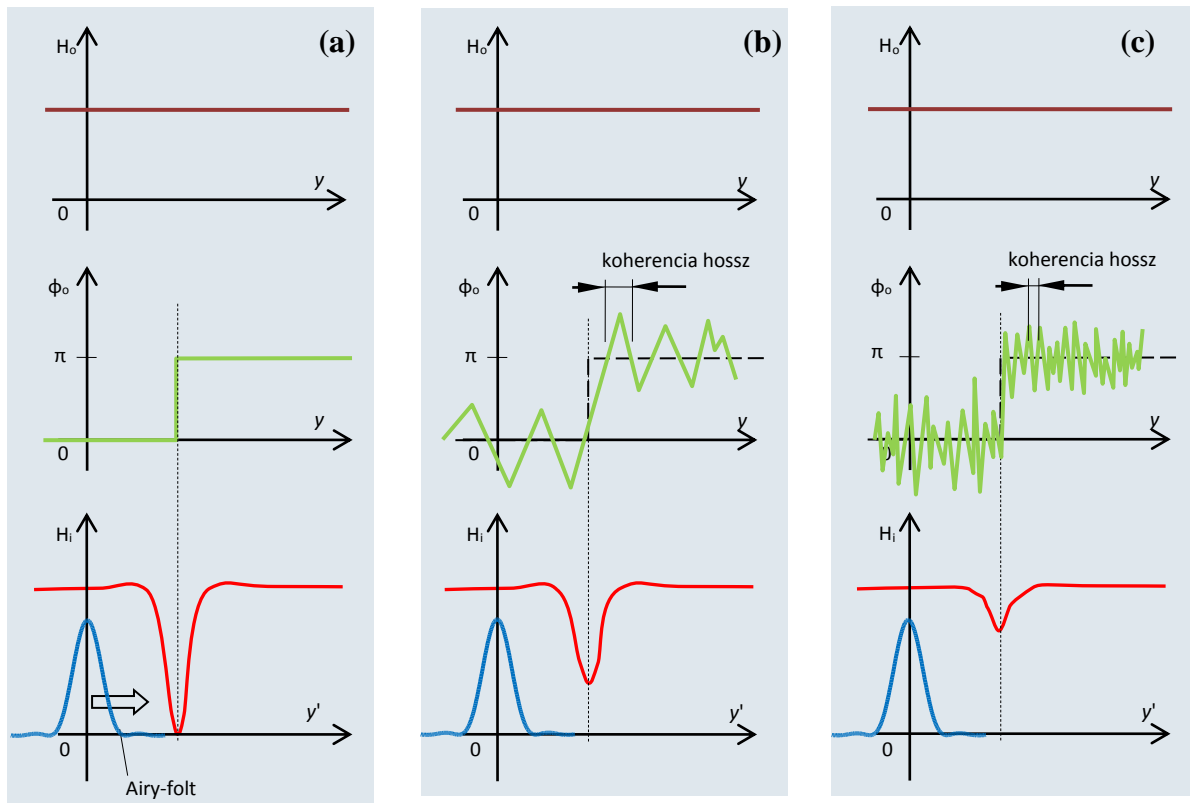 (a)
Hₒ
y
0
ϕₒ
π
y
0
Hᵢ
y'
0
Airy-folt
(b)
Hₒ
y
0
koherencia hossz
ϕₒ
π
y
0
Hᵢ
y'
0
(c)
Hₒ
y
0
koherencia hossz
ϕₒ
π
y
0
Hᵢ
y'
0